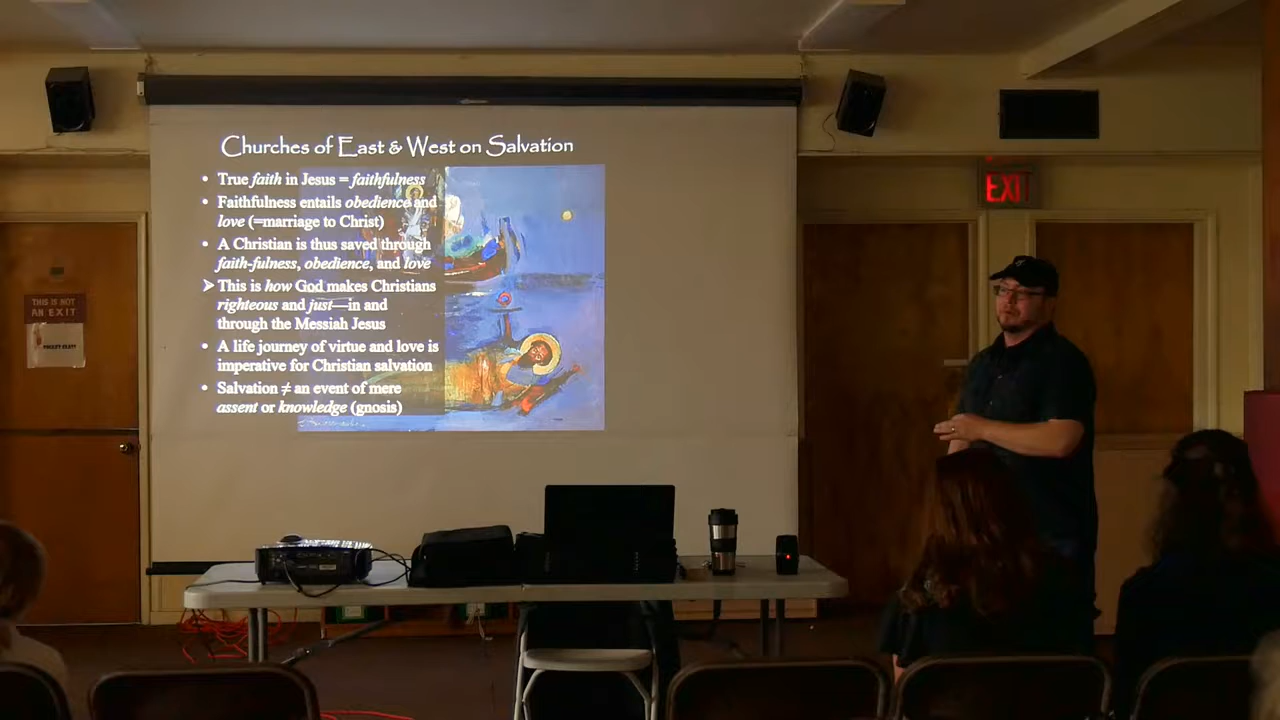 Churches of East & West on Salvation
• True faith in Jesus = faithfulness
• Faithfulness entails obedience and
love (=marriage to Christ)
• A Christian is thus saved through
faith-fulness, obedience, and love
➤ This is how God makes Christians
righteous and just—in and
through the Messiah Jesus
• A life journey of virtue and love is
imperative for Christian salvation
• Salvation ≠ an event of mere
assent or knowledge (gnosis)
EXIT
THIS IS NOT
AN EXIT